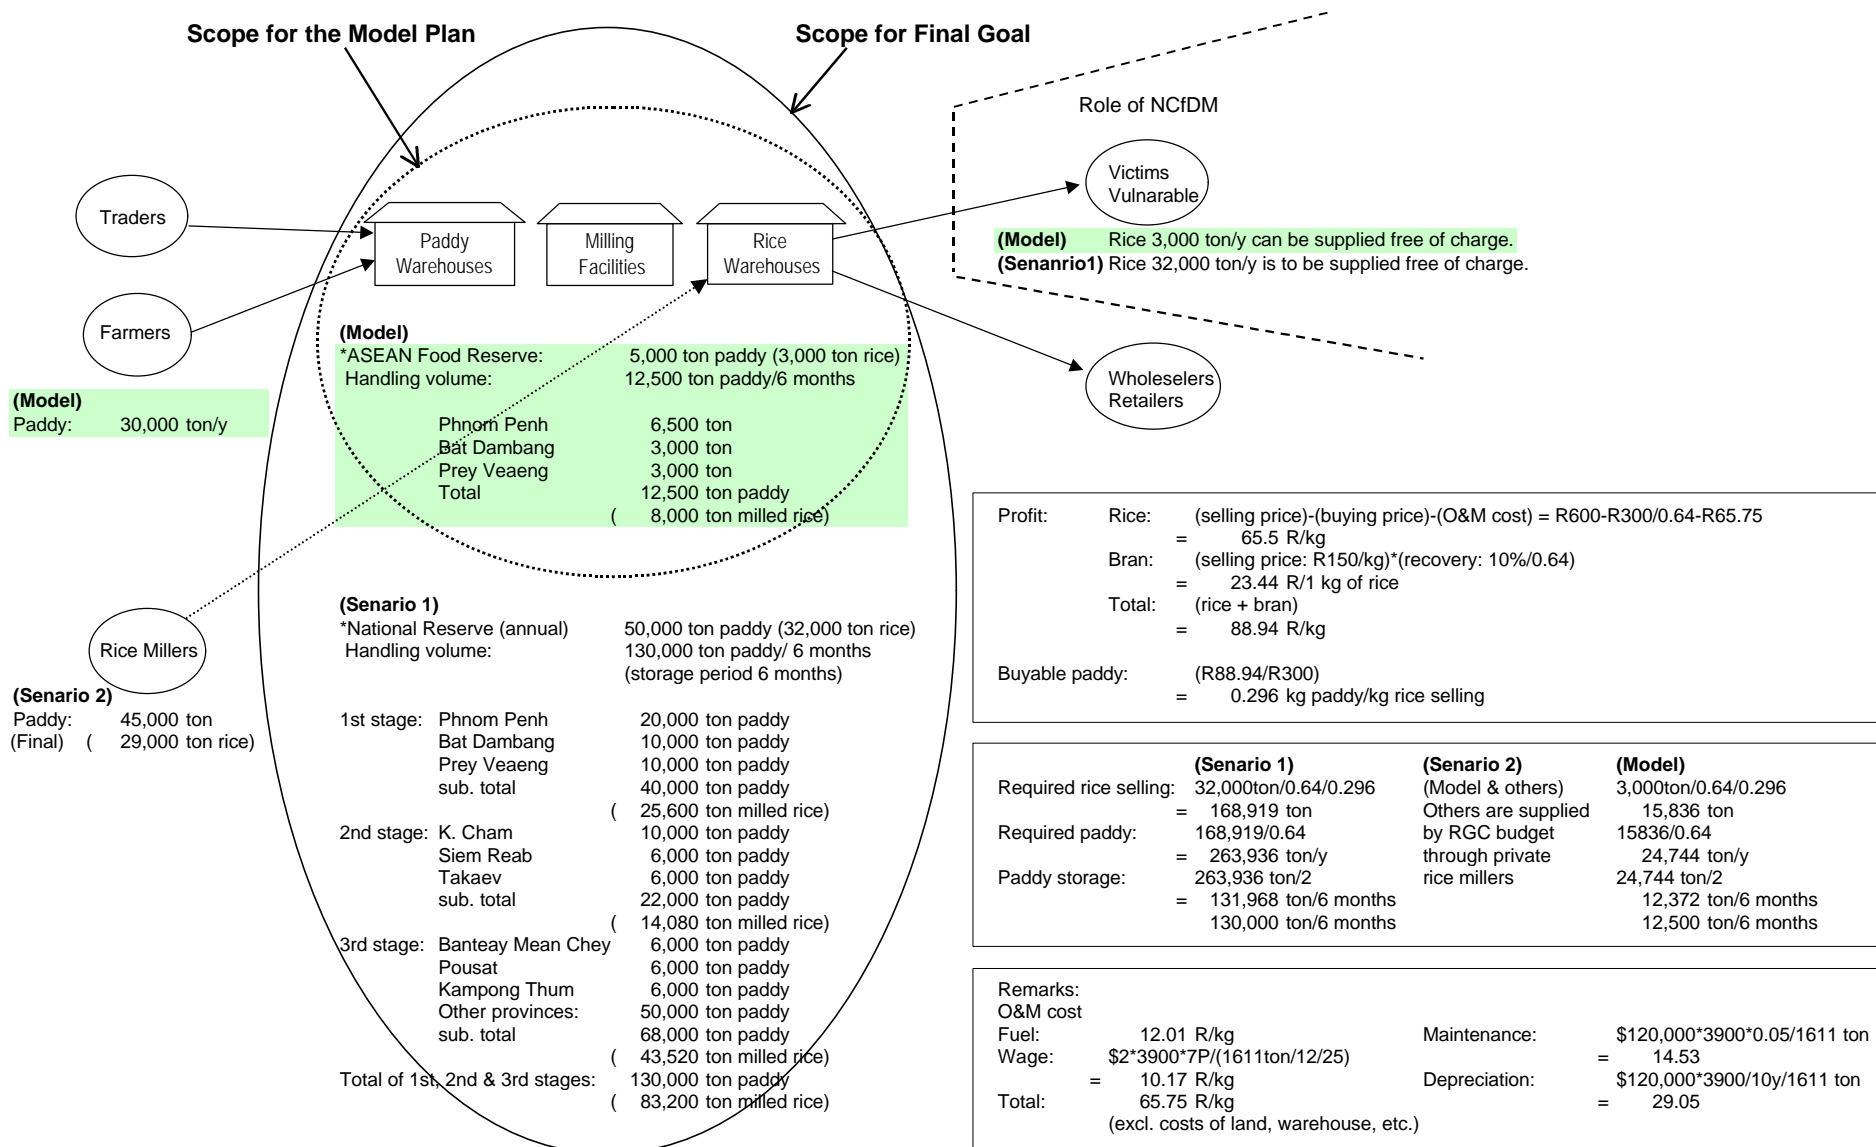 Scope for the Model Plan
Scope for Final Goal
Role of NCfDM
Traders
Farmers
Paddy
Warehouses
Milling
Facilities
Rice
Warehouses
Victims
Vulnarable
(Model) Rice 3,000 ton/y can be supplied free of charge.
(Senanrio1) Rice 32,000 ton/y is to be supplied free of charge.
Wholeselers
Retailers
(Model)
Paddy: 30,000 ton/y
(Model)
*ASEAN Food Reserve: 5,000 ton paddy (3,000 ton rice)
Handling volume: 12,500 ton paddy/6 months
Phnom Penh 6,500 ton
Bat Dambang 3,000 ton
Prey Veaeng 3,000 ton
Total 12,500 ton paddy
( 8,000 ton milled rice)
Rice Millers
(Senario 2)
Paddy: 45,000 ton
(Final) ( 29,000 ton rice)
(Senario 1)
*National Reserve (annual) 50,000 ton paddy (32,000 ton rice)
Handling volume: 130,000 ton paddy/ 6 months
(storage period 6 months)
1st stage: Phnom Penh 20,000 ton paddy
Bat Dambang 10,000 ton paddy
Prey Veaeng 10,000 ton paddy
sub. total 40,000 ton paddy
( 25,600 ton milled rice)
2nd stage: K. Cham 10,000 ton paddy
Siem Reab 6,000 ton paddy
Takaev 6,000 ton paddy
sub. total 22,000 ton paddy
( 14,080 ton milled rice)
3rd stage: Banteay Mean Chey 6,000 ton paddy
Pousat 6,000 ton paddy
Kampong Thum 6,000 ton paddy
Other provinces: 50,000 ton paddy
sub. total 68,000 ton paddy
( 43,520 ton milled rice)
Total of 1st, 2nd & 3rd stages: 130,000 ton paddy
( 83,200 ton milled rice)
Profit: Rice: (selling price)-(buying price)-(O&M cost) = R600-R300/0.64-R65.75
= 65.5 R/kg
Bran: (selling price: R150/kg)*(recovery: 10%/0.64)
= 23.44 R/1 kg of rice
Total: (rice + bran)
= 88.94 R/kg
Buyable paddy: (R88.94/R300)
= 0.296 kg paddy/kg rice selling
(Senario 1) (Senario 2) (Model)
Required rice selling: 32,000ton/0.64/0.296 (Model & others) 3,000ton/0.64/0.296
= 168,919 ton Others are supplied 15,836 ton
Required paddy: 168,919/0.64 by RGC budget 15836/0.64
= 263,936 ton/y through private 24,744 ton/y
Paddy storage: 263,936 ton/2 rice millers 24,744 ton/2
= 131,968 ton/6 months 12,372 ton/6 months
130,000 ton/6 months 12,500 ton/6 months
Remarks:
O&M cost
Fuel: 12.01 R/kg Maintenance: $120,000*3900*0.05/1611 ton
Wage: $2*3900*7P/(1611ton/12/25) = 14.53
= 10.17 R/kg Depreciation: $120,000*3900/10y/1611 ton
Total: 65.75 R/kg = 29.05
(excl. costs of land, warehouse, etc.)